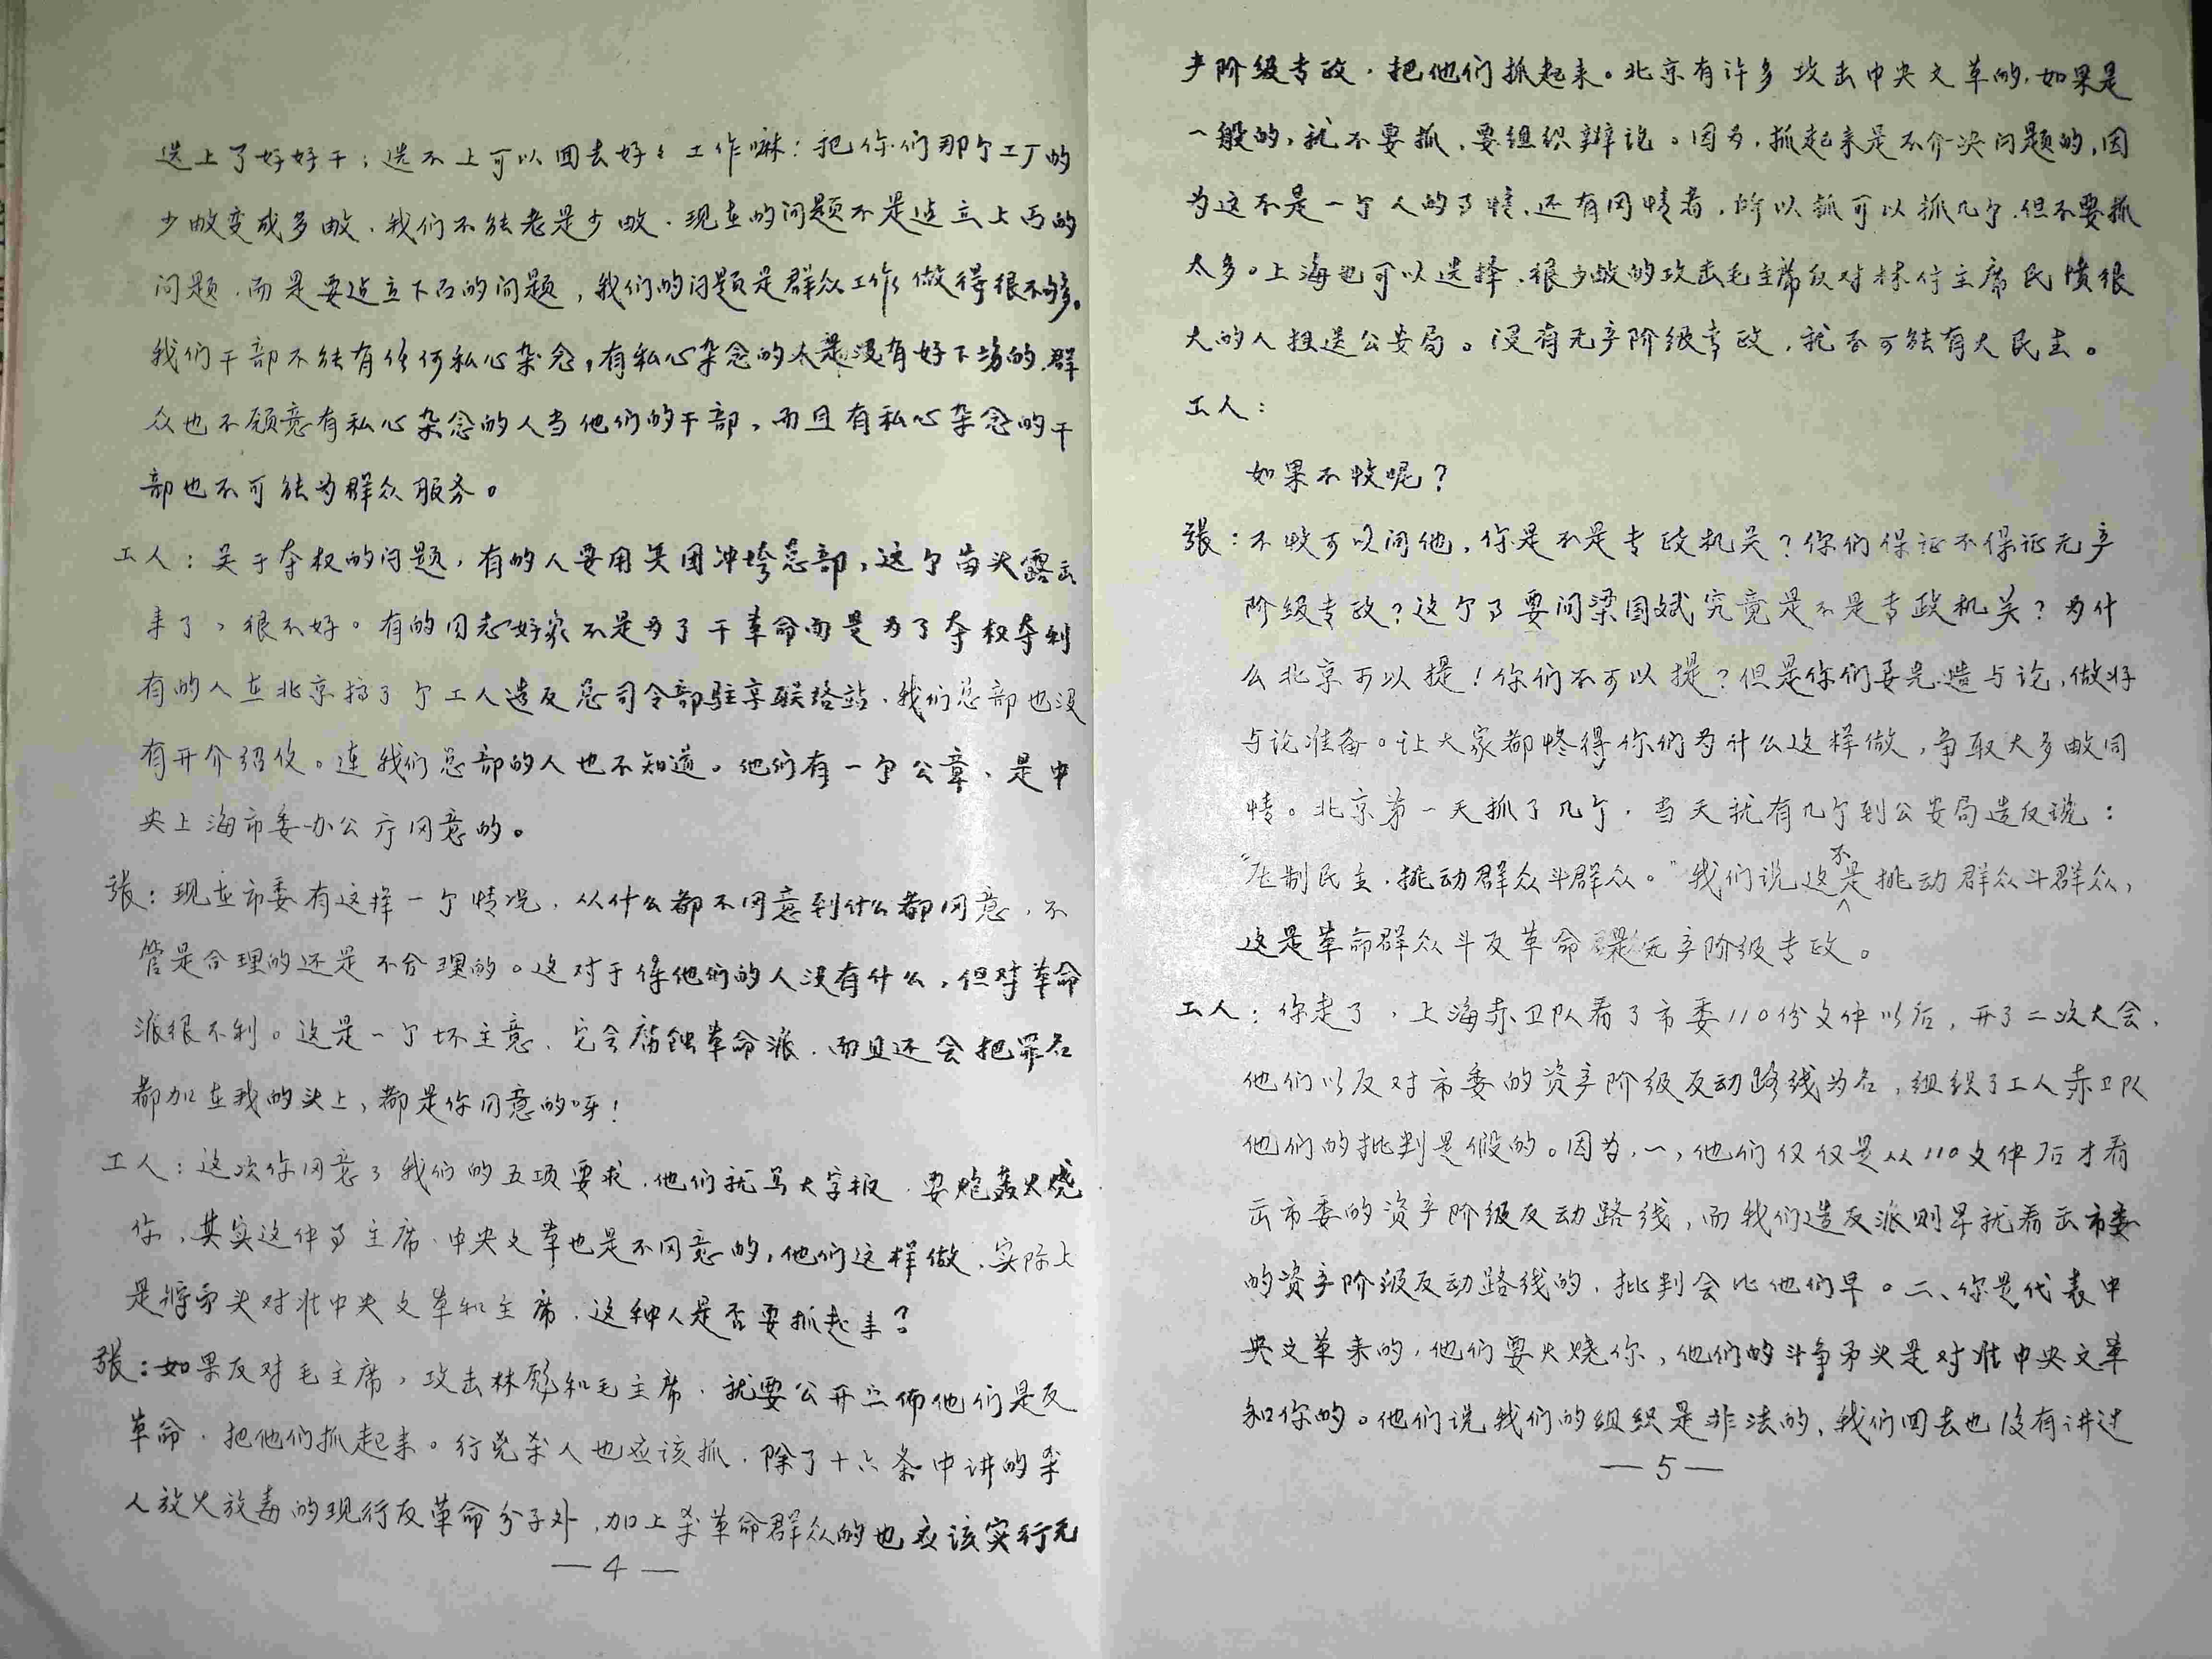 选上了好好干；选不上可以回去好々工作嘛！把你们那个工厂的
少数变成多数，我们不能老是少数，现在的问题不是站在上面的
问题，而是要站在下面的问题，我们的问题是群众工作做得很不够。
我们干部不能有任何私心杂念，有私心杂念的人是没有好下场的，群
众也不愿意有私心杂念的人当他们的干部，而且有私心杂念的干
部也不可能为群众服务。
工人：关于夺权的问题，有的人要用兵团冲垮总部，这个苗头露出
来了，很不好。有的同志好象不是为了干革命而是为了夺权夺利
有的人在北京搞了个工人造反总司令部驻京联络站，我们总部也没
有开介绍信。连我们总部的人也不知道。他们有一个公章，是中
央上海市委办公厅同意的。
张：现在市委有这样一个情况，从什么都不同意到什么都同意，不
管是合理的还是不合理的。这对于保他们的人没有什么，但对革命
派很不利。这是一个坏主意，它会腐蚀革命派，而且还会把罪名
都加在我的头上，都是你同意的呀！
工人：这次你同意了我们的五项要求，他们就写大字报，要炮轰火烧
你，其实这件事主席、中央文革也是不同意的，他们这样做，实际上
是将矛头对准中央文革和主席，这种人是否要抓起来？
张：如果反对毛主席，攻击林彪和毛主席，就要公开宣佈他们是反
革命，把他们抓起来。行凶杀人也应该抓，除了十六条中讲的杀
人放火放毒的现行反革命分子外，加上杀革命群众的也应该实行无
—4—
产阶级专政，把他们抓起来。北京有许多攻击中央文革的，如果是
一般的，就不要抓，要组织辩论。因为，抓起来是不介决问题的，因
为这不是一个人的事情，还有同情者，所以抓可以抓几个，但不要抓
太多。上海也可以选择，很少数的攻击毛主席反对林付主席民愤很
大的人扭送公安局。没有无产阶级专政，就不可能有大民主。
工人：
如果不收呢？
张：不收可以问他，你是不是专政机关？你们保证不保证无产
阶级专政？这个事要问梁国斌究竟是不是专政机关？为什
么北京可以提！你们不可以提？但是你们要先造与论，做好
与论准备。让大家都懂得你们为什么这样做，争取大多数同
情。北京第一天抓了几个，当天就有几个到公安局造反说：
“压制民主，挑动群众斗群众。”我们说这不是挑动群众斗群众，
这是革命群众斗反革命是无产阶级专政。
工人：你走了，上海赤卫队看了市委110份文件以后，开了二次大会，
他们以反对市委的资产阶级反动路线为名，组织了工人赤卫队
他们的批判是假的。因为，一，他们仅仅是从110文件后才看
出市委的资产阶级反动路线，而我们造反派则早就看出市委
的资产阶级反动路线的，批判会比他们早。二、你是代表中
央文革来的，他们要火烧你，他们的斗争矛头是对准中央文革
和你的。他们说我们的组织是非法的，我们回去也没有讲过
—5—